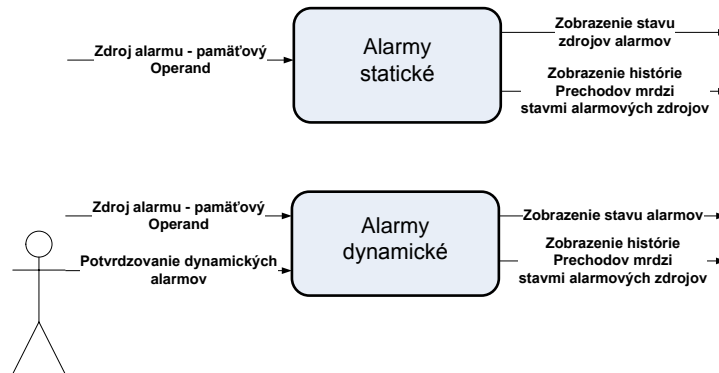 Zdroj alarmu - pamäťový
Operand
Alarmy
statické
Zobrazenie stavu
zdrojov alarmov
Zobrazenie histórie
Prechodov mrdzi
stavmi alarmových zdrojov
Zdroj alarmu - pamäťový
Operand
Potvrdzovanie dynamických
alarmov
Alarmy
dynamické
Zobrazenie stavu alarmov
Zobrazenie histórie
Prechodov mrdzi
stavmi alarmových zdrojov